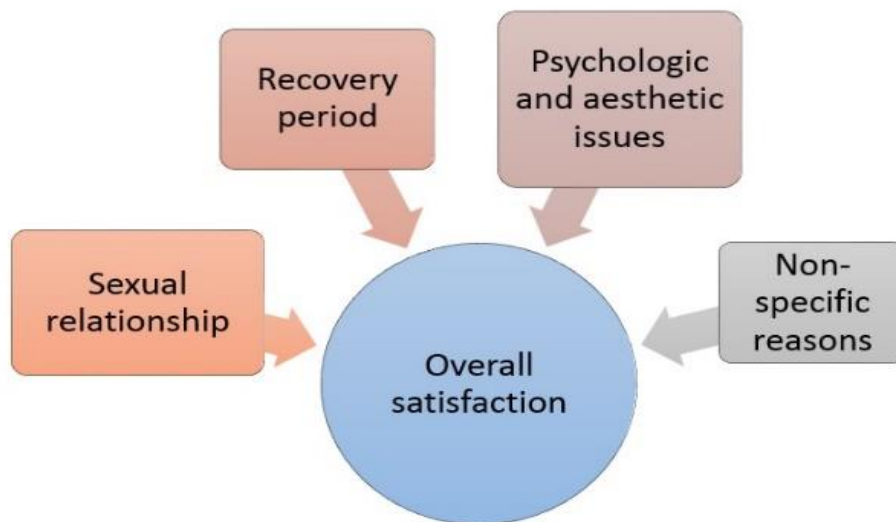 Recovery
period
Psychologic
and aesthetic
issues
Sexual
relationship
Non-
specific
reasons
Overall
satisfaction